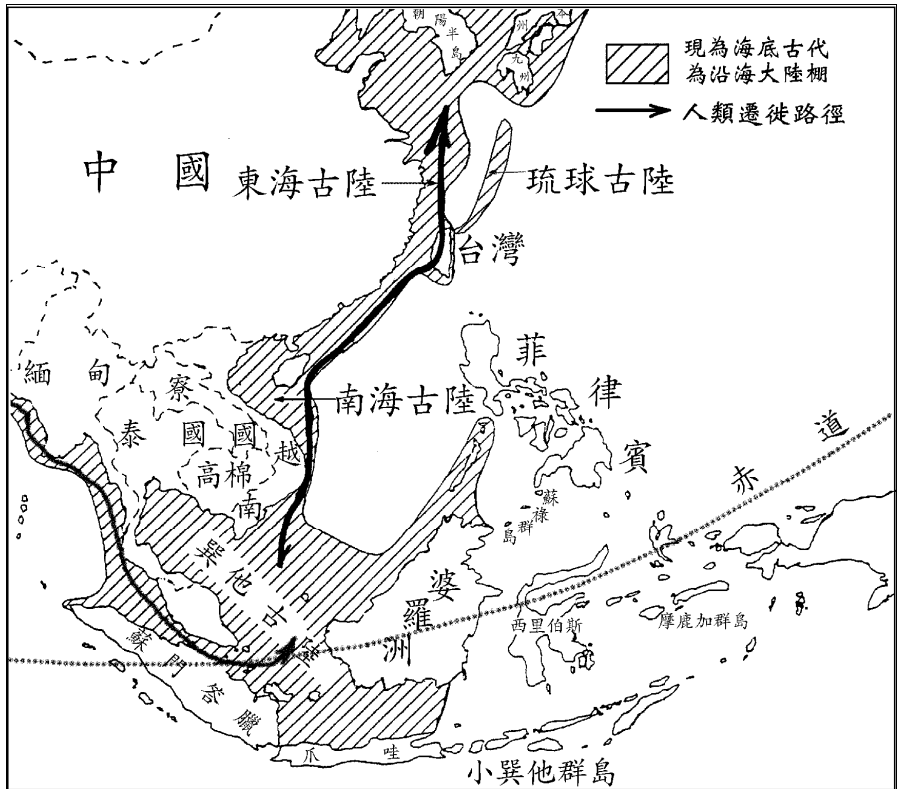 朝陽半島
九州
現為海底古代
為沿海大陸棚
人類遷徙路徑
中國
東海古陸
琉球古陸
台灣
緬甸
寮國
泰國
高棉
越南
南海古陸
菲律賓
赤道
蘇祿群島
巽他古陸
婆羅洲
西里伯斯
摩鹿加群島
蘇門答臘
爪哇
小巽他群島